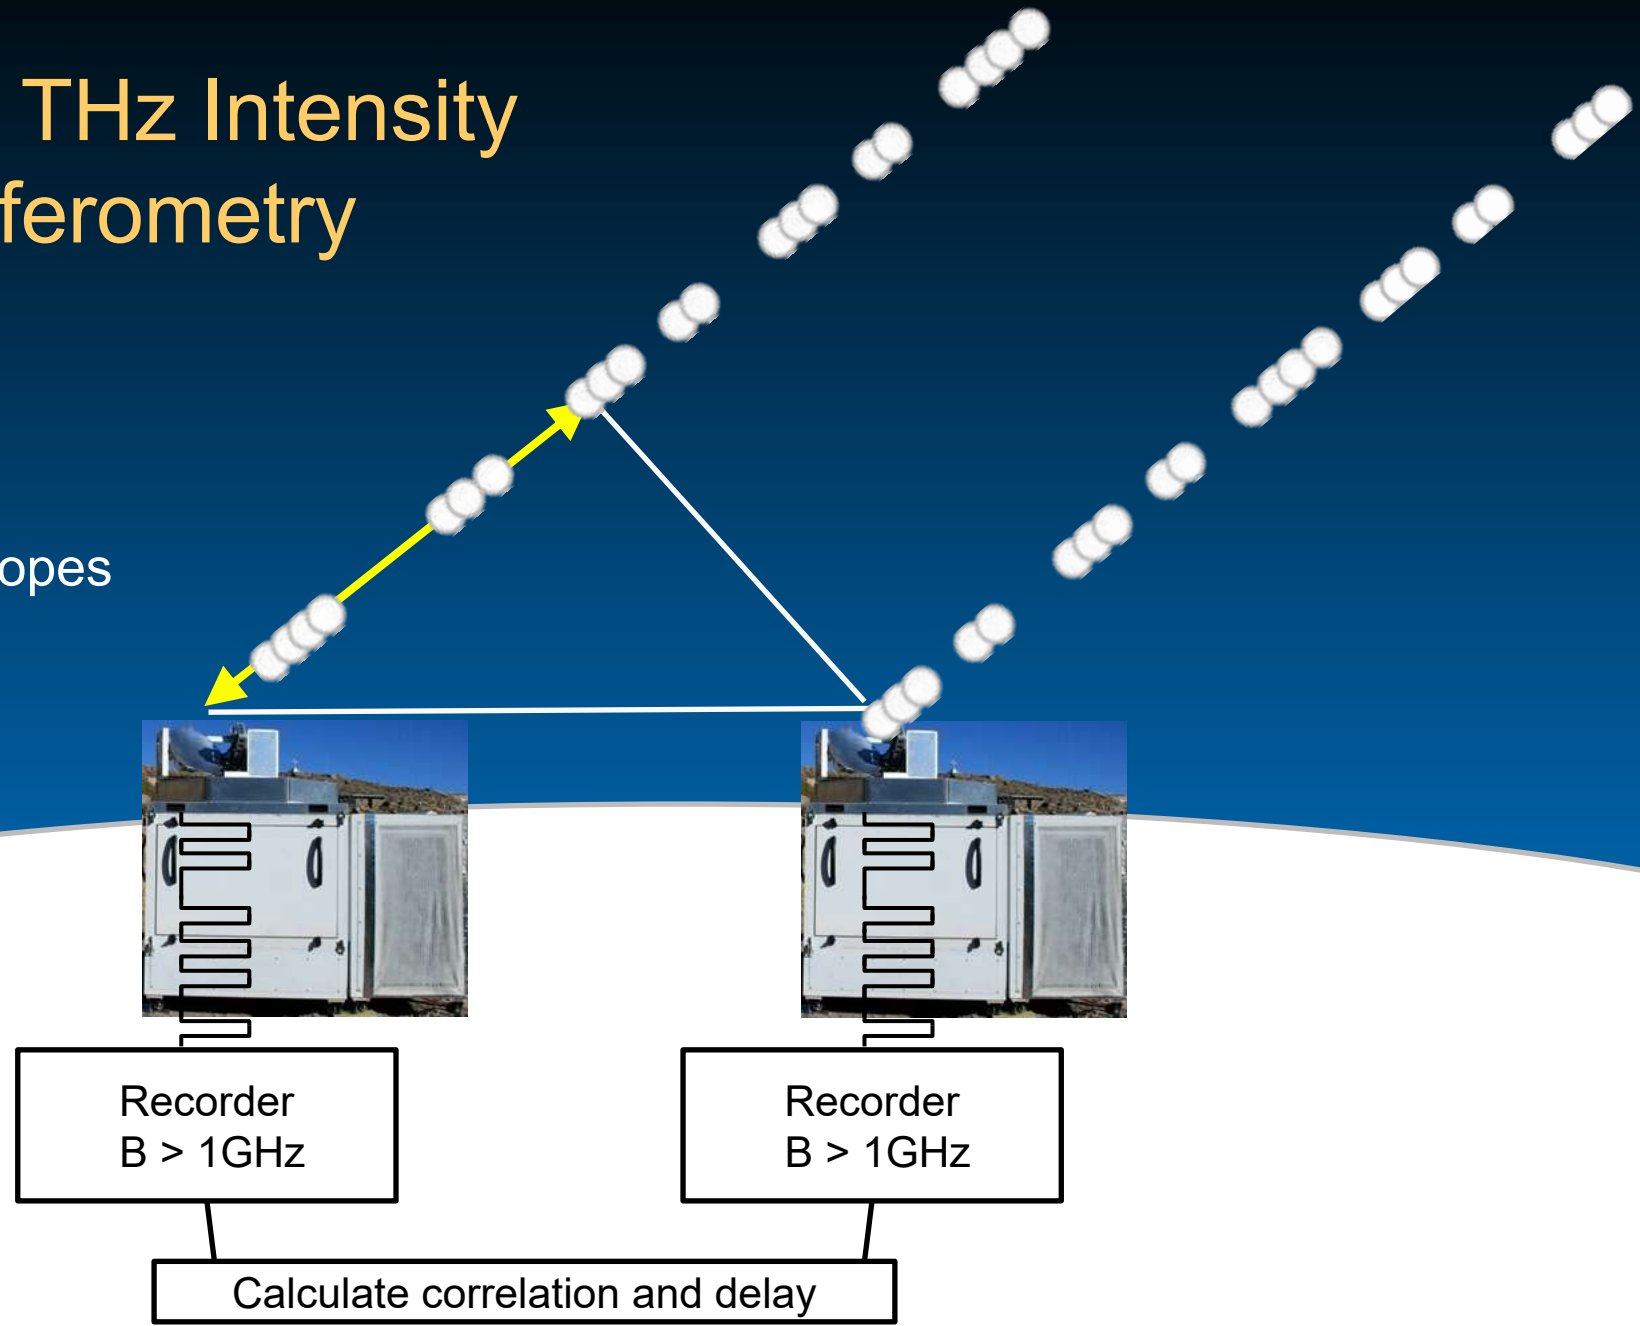 THz Intensity
ferometry
opes
Recorder
B > 1GHz
Recorder
B > 1GHz
Calculate correlation and delay